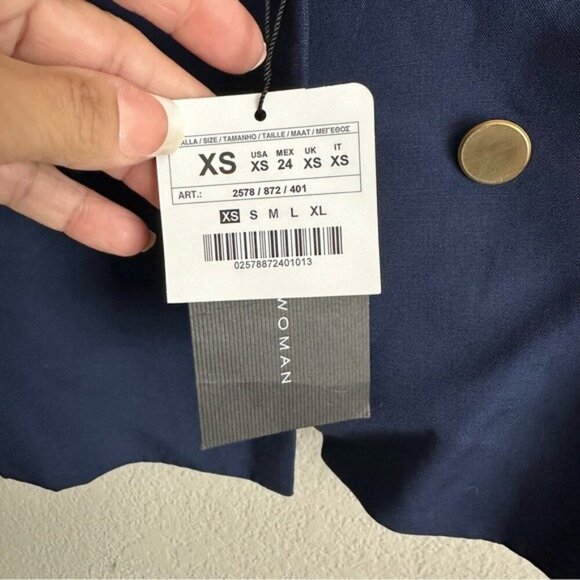 ALLA / SIZE / TAMANHO / TAILLE / MAAT / ΜΕΓΕΘΟΣ
XS USA XS MEX 24 UK XS IT XS
ART.: 2578 / 872 / 401
XS S M L XL
02578872401013
WOMAN